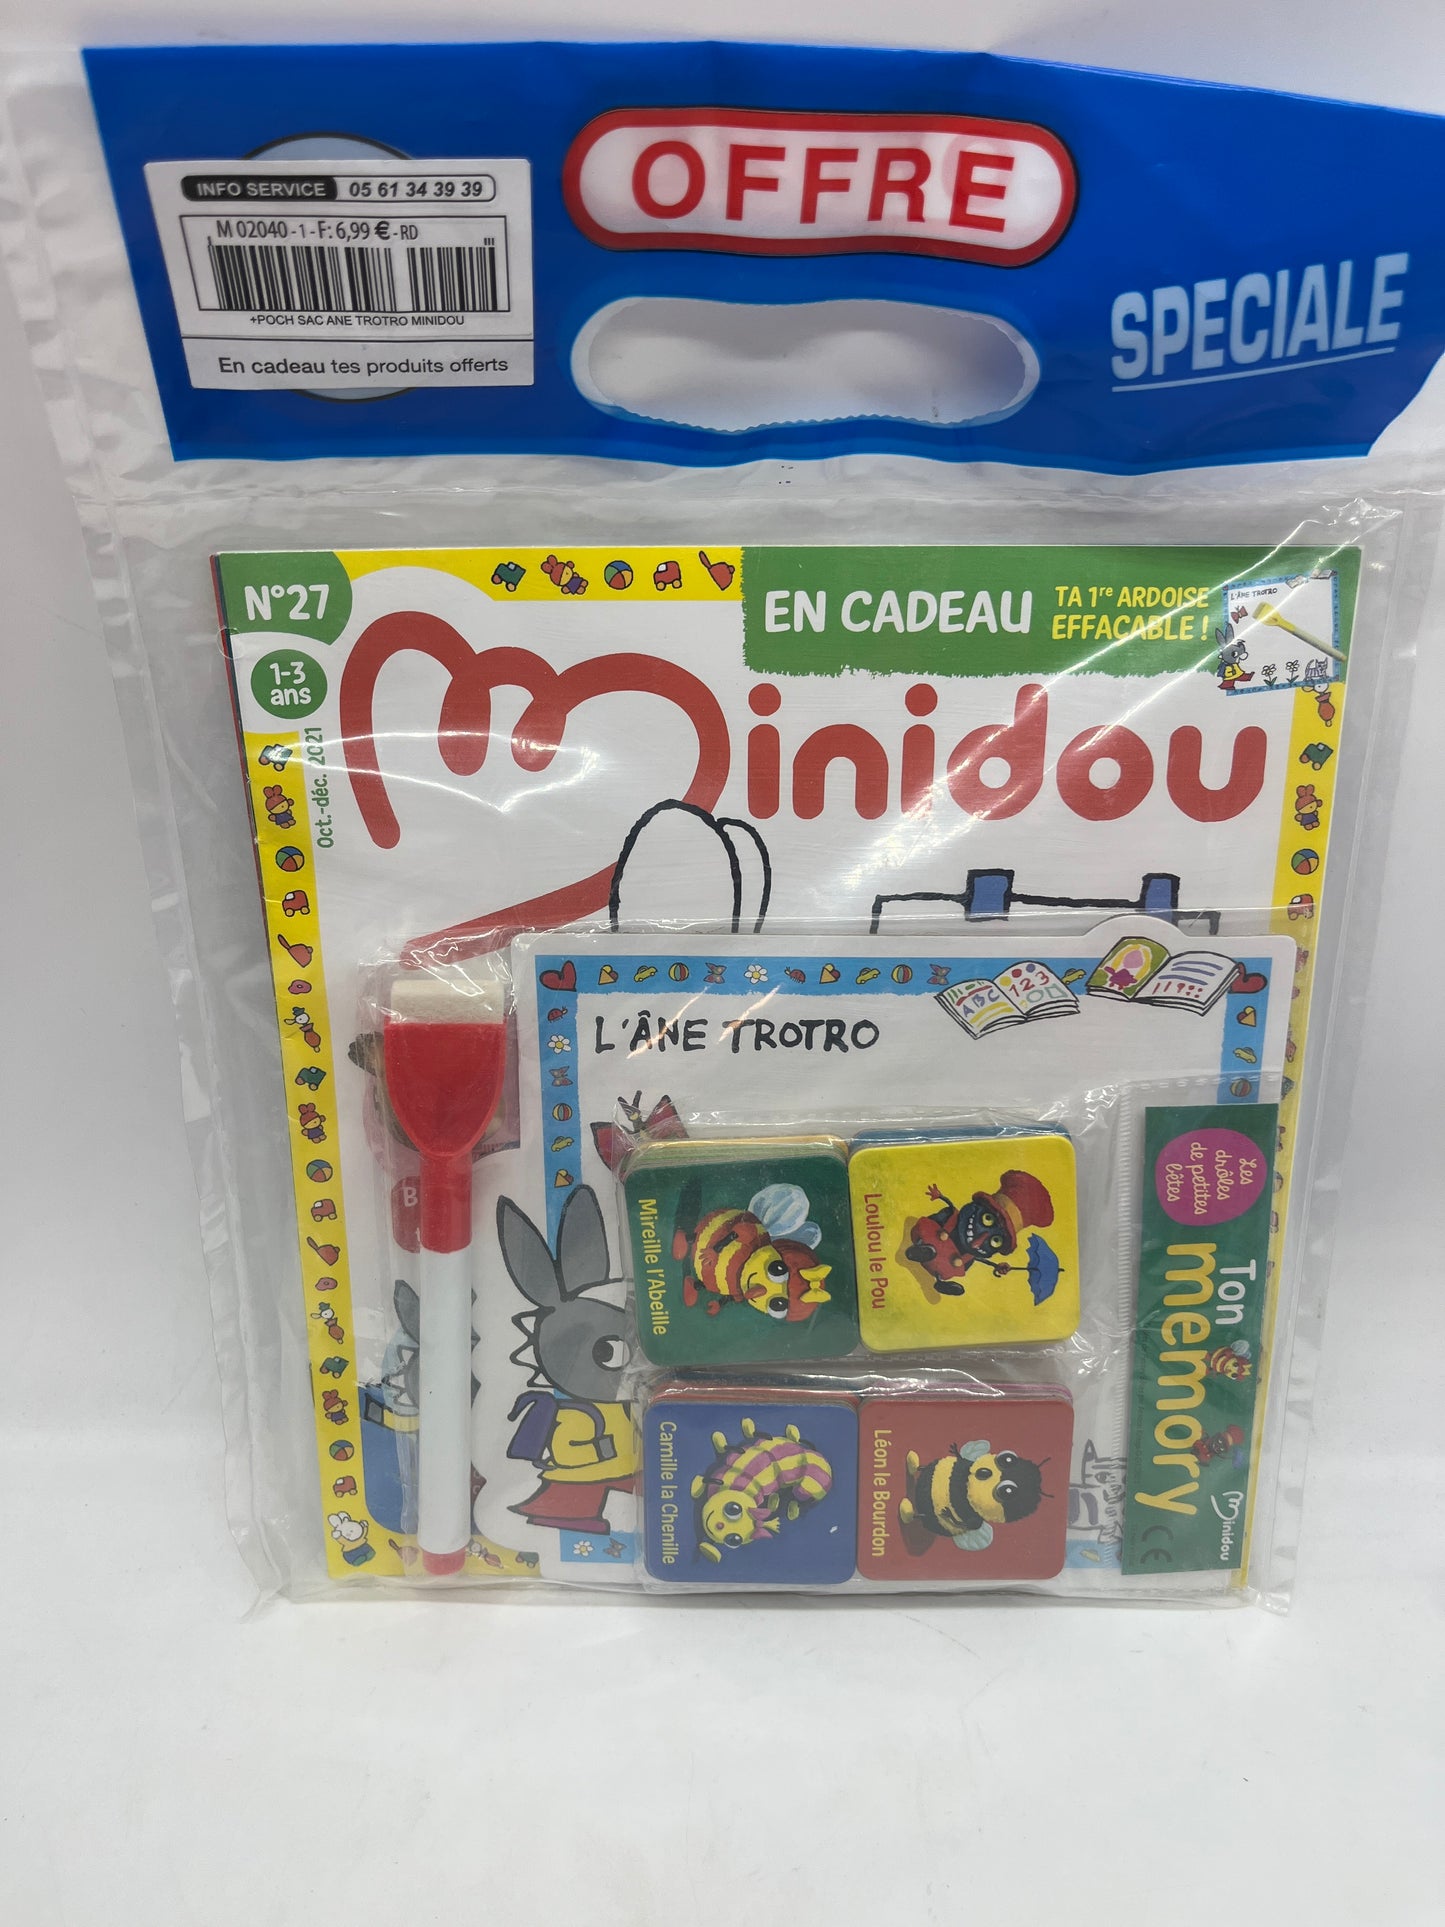 INFO SERVICE 05 61 34 39 39
M 02040 - 1 - F: 6,99 € - RD
+POCH SAC ANE TROTRO MINIDOU
En cadeau tes produits offerts
OFFRE
SPECIALE
N°27
1-3
ans
oct.-déc. 2021
EN CADEAU
TA 1re ARDOISE
EFFAÇABLE !
L'ÂNE TROTRO
Minidou
L'ÂNE TROTRO
ABC
123
B
Mireille l'Abeille
Loulou le Pou
Camille la Chenille
Léon le Bourdon
Les
drôles
de petites
bêtes
Ton
memory
Minidou
CE